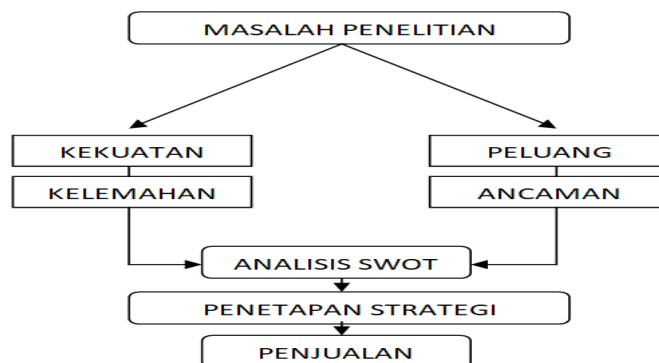 MASALAH PENELITIAN
KEKUATAN
KELEMAHAN
PELUANG
ANCAMAN
ANALISIS SWOT
PENETAPAN STRATEGI
PENJUALAN